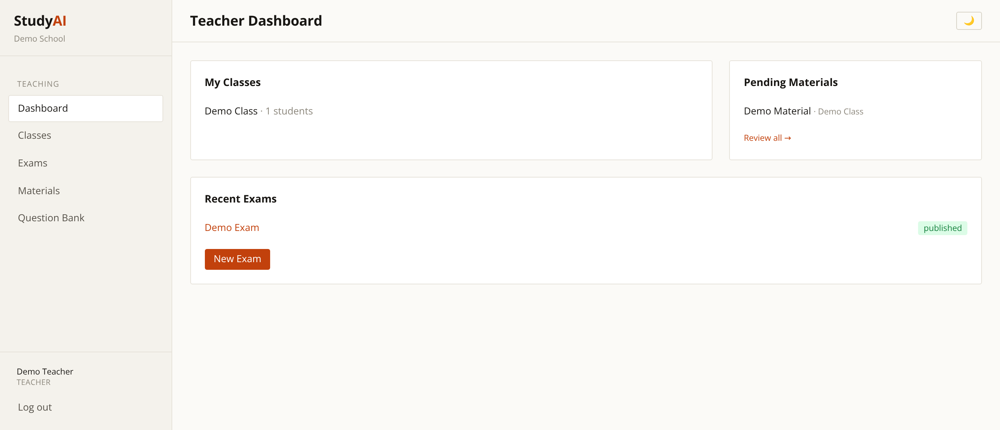 StudyAI
Demo School
TEACHING
Dashboard
Classes
Exams
Materials
Question Bank
Demo Teacher
TEACHER
Log out
Teacher Dashboard
My Classes
Demo Class · 1 students
Pending Materials
Demo Material · Demo Class
Review all →
Recent Exams
Demo Exam
published
New Exam